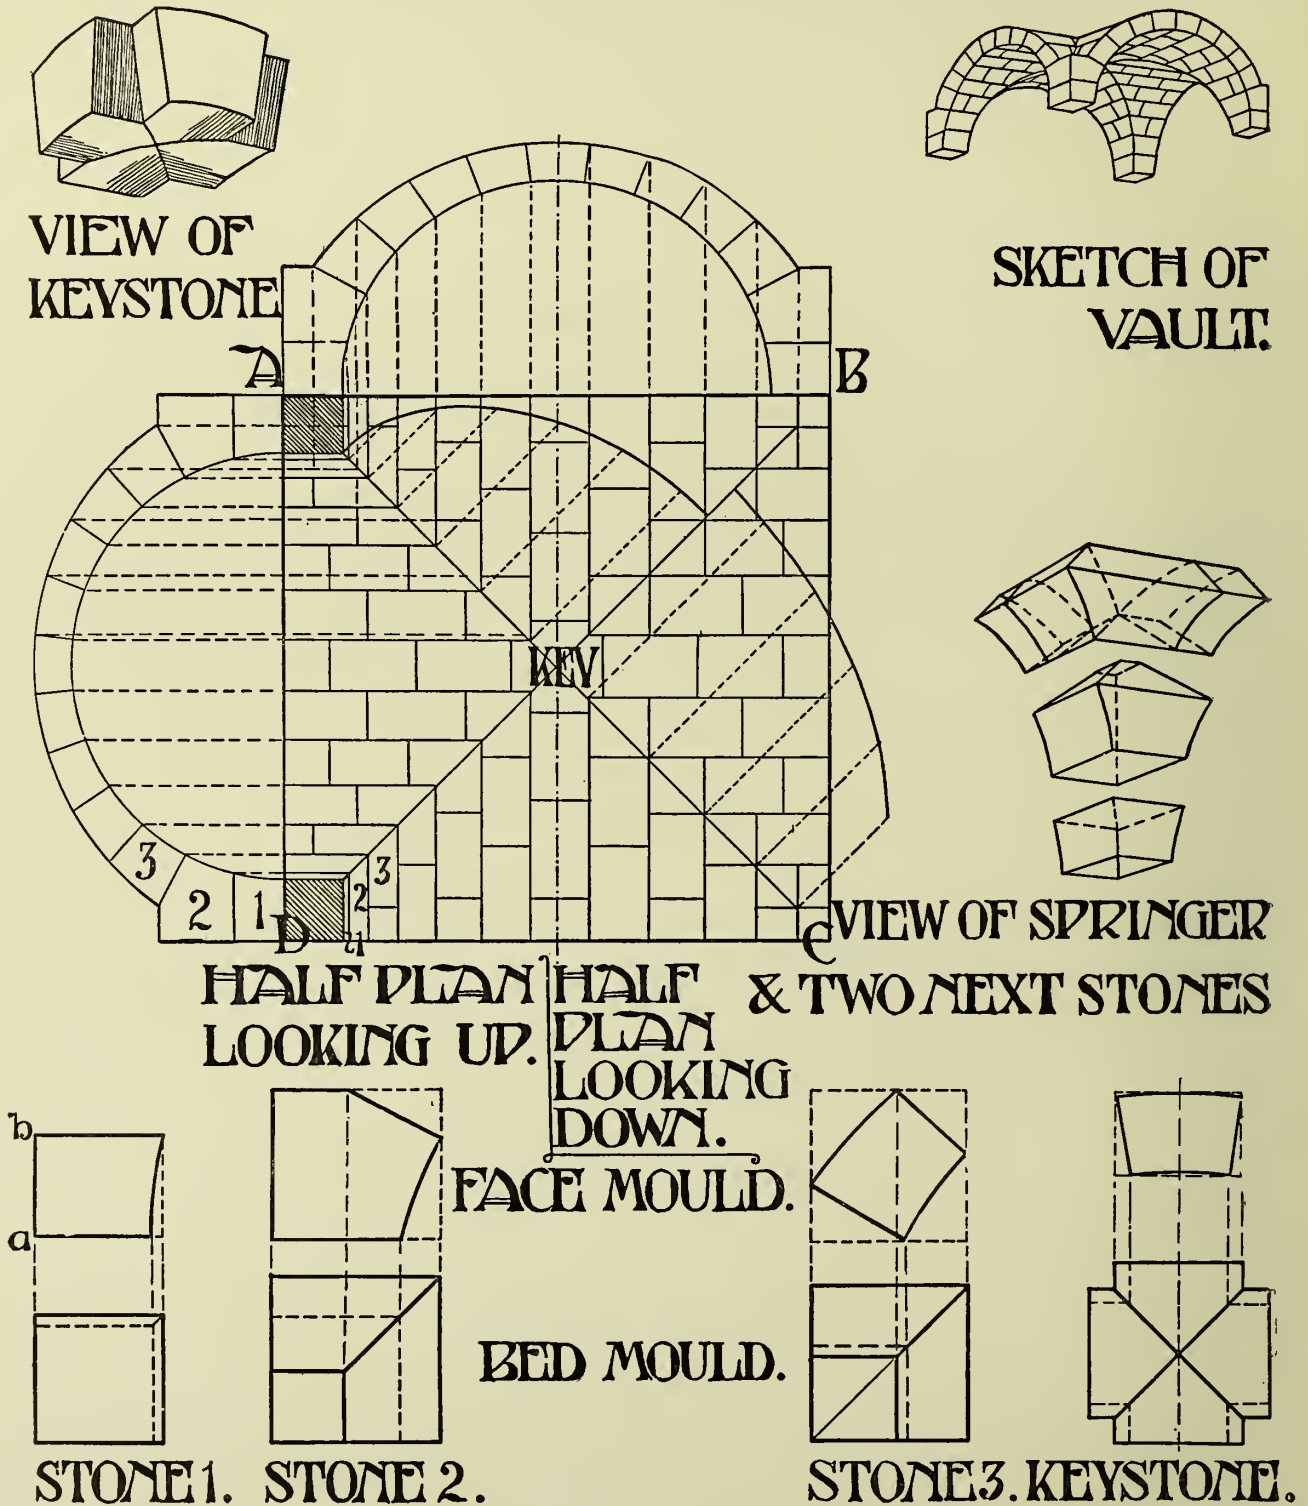 VIEW OF
KEYSTONE
SKETCH OF
VAULT.
A
B
KEY
3
2
1
D
2
3
1
C
VIEW OF SPRINGER
& TWO NEXT STONES
HALF PLAN
LOOKING UP.
HALF
PLAN
LOOKING
DOWN.
b
a
FACE MOULD.
BED MOULD.
STONE 1.
STONE 2.
STONE 3.
KEYSTONE.